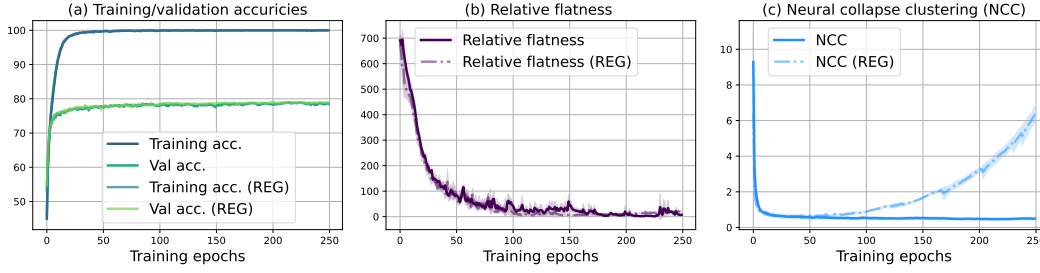 (a) Training/validation accuricies
100
90
80
70
60
50
Training acc.
Val acc.
Training acc. (REG)
Val acc. (REG)
0 50 100 150 200 250
Training epochs
(b) Relative flatness
700
600
500
400
300
200
100
0
Relative flatness
Relative flatness (REG)
0 50 100 150 200 250
Training epochs
(c) Neural collapse clustering (NCC)
10
8
6
4
2
0
NCC
NCC (REG)
0 50 100 150 200 250
Training epochs